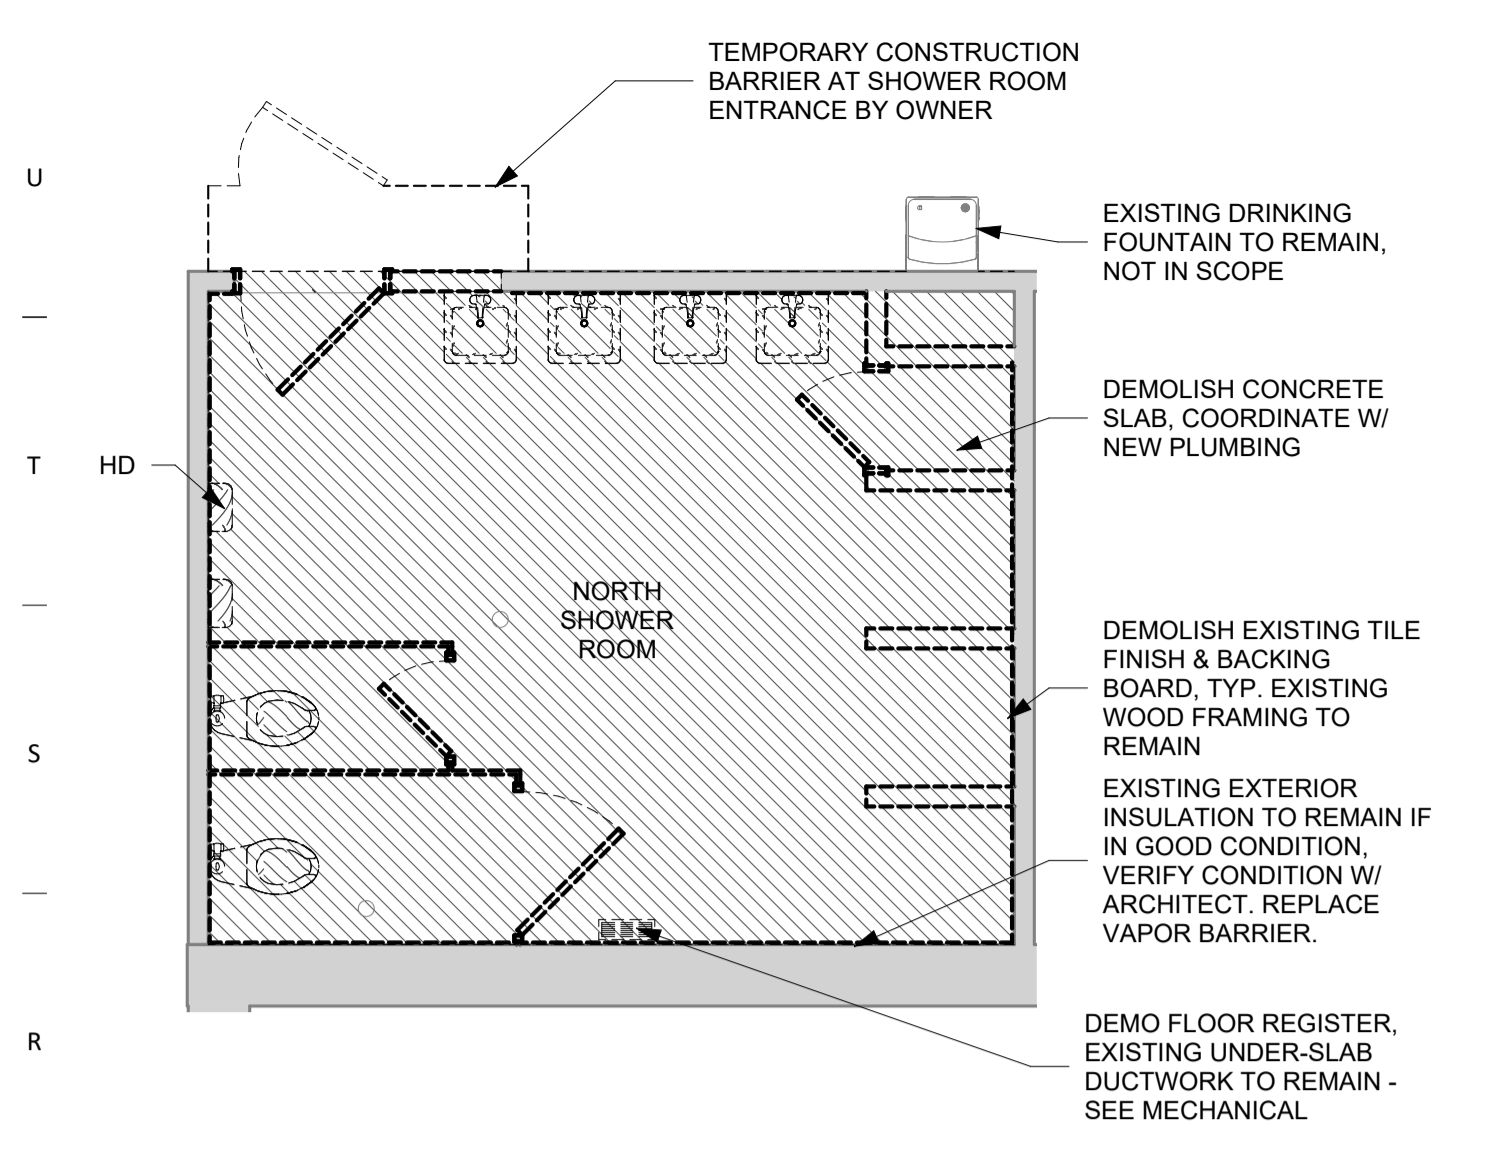 TEMPORARY CONSTRUCTION
BARRIER AT SHOWER ROOM
ENTRANCE BY OWNER
U
EXISTING DRINKING
FOUNTAIN TO REMAIN,
NOT IN SCOPE
DEMOLISH CONCRETE
SLAB, COORDINATE W/
NEW PLUMBING
T
HD
NORTH
SHOWER
ROOM
DEMOLISH EXISTING TILE
FINISH & BACKING
BOARD, TYP. EXISTING
WOOD FRAMING TO
REMAIN
S
EXISTING EXTERIOR
INSULATION TO REMAIN IF
IN GOOD CONDITION,
VERIFY CONDITION W/
ARCHITECT. REPLACE
VAPOR BARRIER.
R
DEMO FLOOR REGISTER,
EXISTING UNDER-SLAB
DUCTWORK TO REMAIN -
SEE MECHANICAL